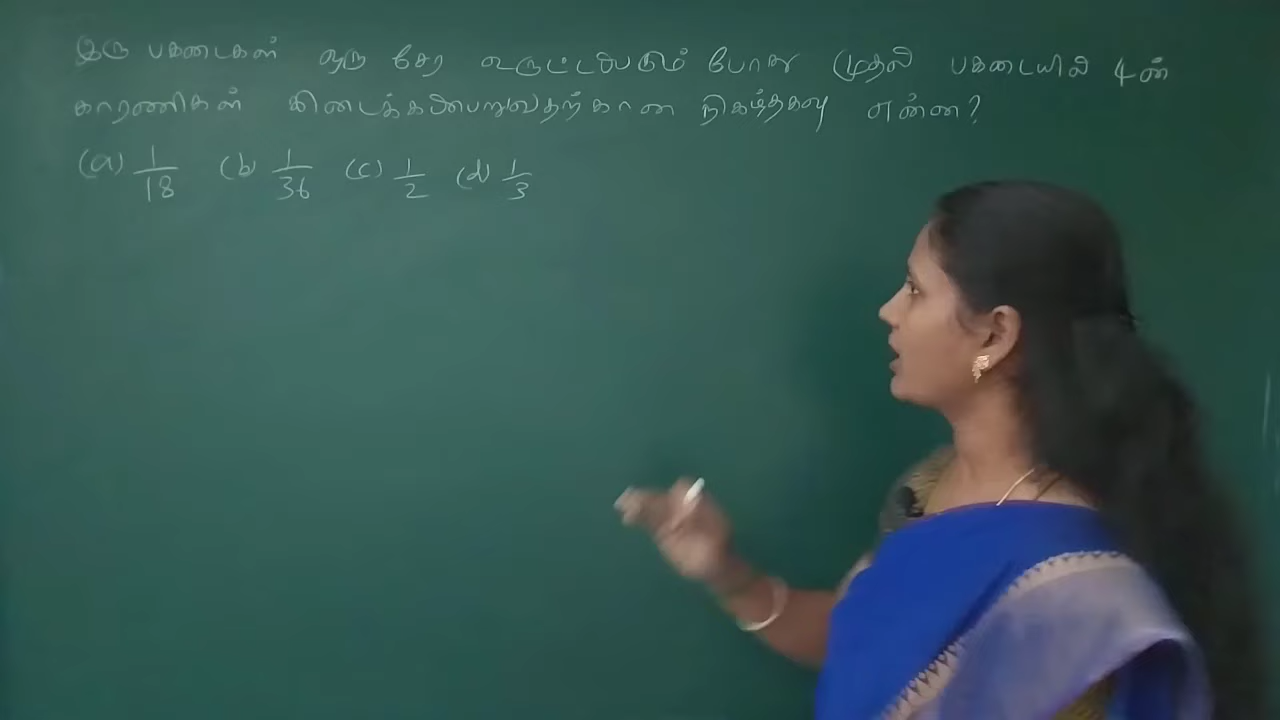 இரு பகடைகள் ஒரு சேர உருட்டப்படும் போது முதல் பகடையில் 4ன்
காரணிகள் கிடைக்கப்பெறுவதற்கான நிகழ்தகவு என்ன?
(a) 1/18 (b) 1/36 (c) 1/2 (d) 1/3